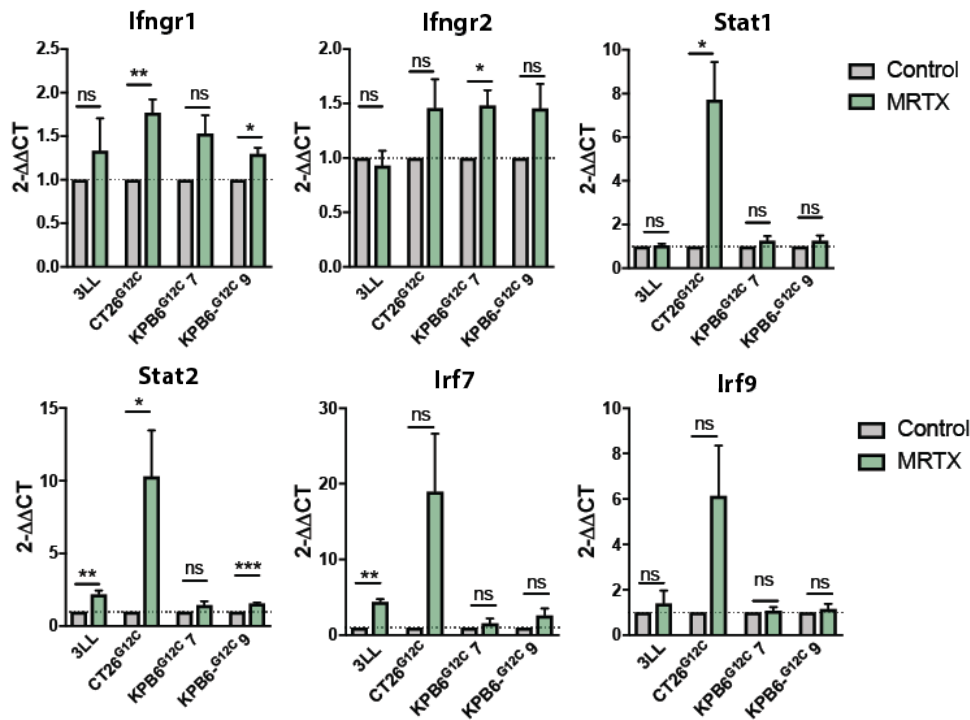 Ifngr1
Ifngr2
Stat1
2.5
2.0
1.5
1.0
0.5
0.0
2-ΔΔCT
ns
**
ns
*
3LL
CT26G12C
KPB6G12C 7
KPB6-G12C 9
2.0
1.5
1.0
0.5
0.0
2-ΔΔCT
ns
ns
*
ns
3LL
CT26G12C
KPB6G12C 7
KPB6-G12C 9
10
8
6
4
2
0
2-ΔΔCT
ns
*
ns
ns
3LL
CT26G12C
KPB6G12C 7
KPB6-G12C 9
Control
MRTX
Stat2
Irf7
Irf9
15
10
5
0
2-ΔΔCT
**
*
ns
***
3LL
CT26G12C
KPB6G12C 7
KPB6-G12C 9
30
20
10
0
2-ΔΔCT
**
ns
ns
ns
3LL
CT26G12C
KPB6G12C 7
KPB6-G12C 9
10
8
6
4
2
0
2-ΔΔCT
ns
ns
ns
ns
3LL
CT26G12C
KPB6G12C 7
KPB6-G12C 9
Control
MRTX